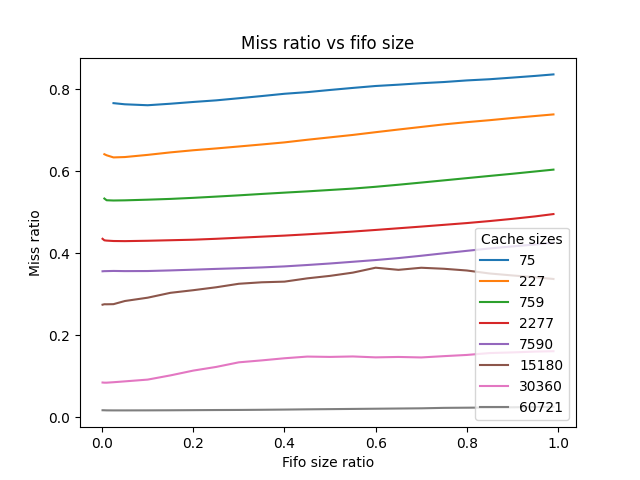 Miss ratio vs fifo size
Miss ratio
0.8
0.6
0.4
0.2
0.0
Cache sizes
75
227
759
2277
7590
15180
30360
60721
0.0 0.2 0.4 0.6 0.8 1.0
Fifo size ratio